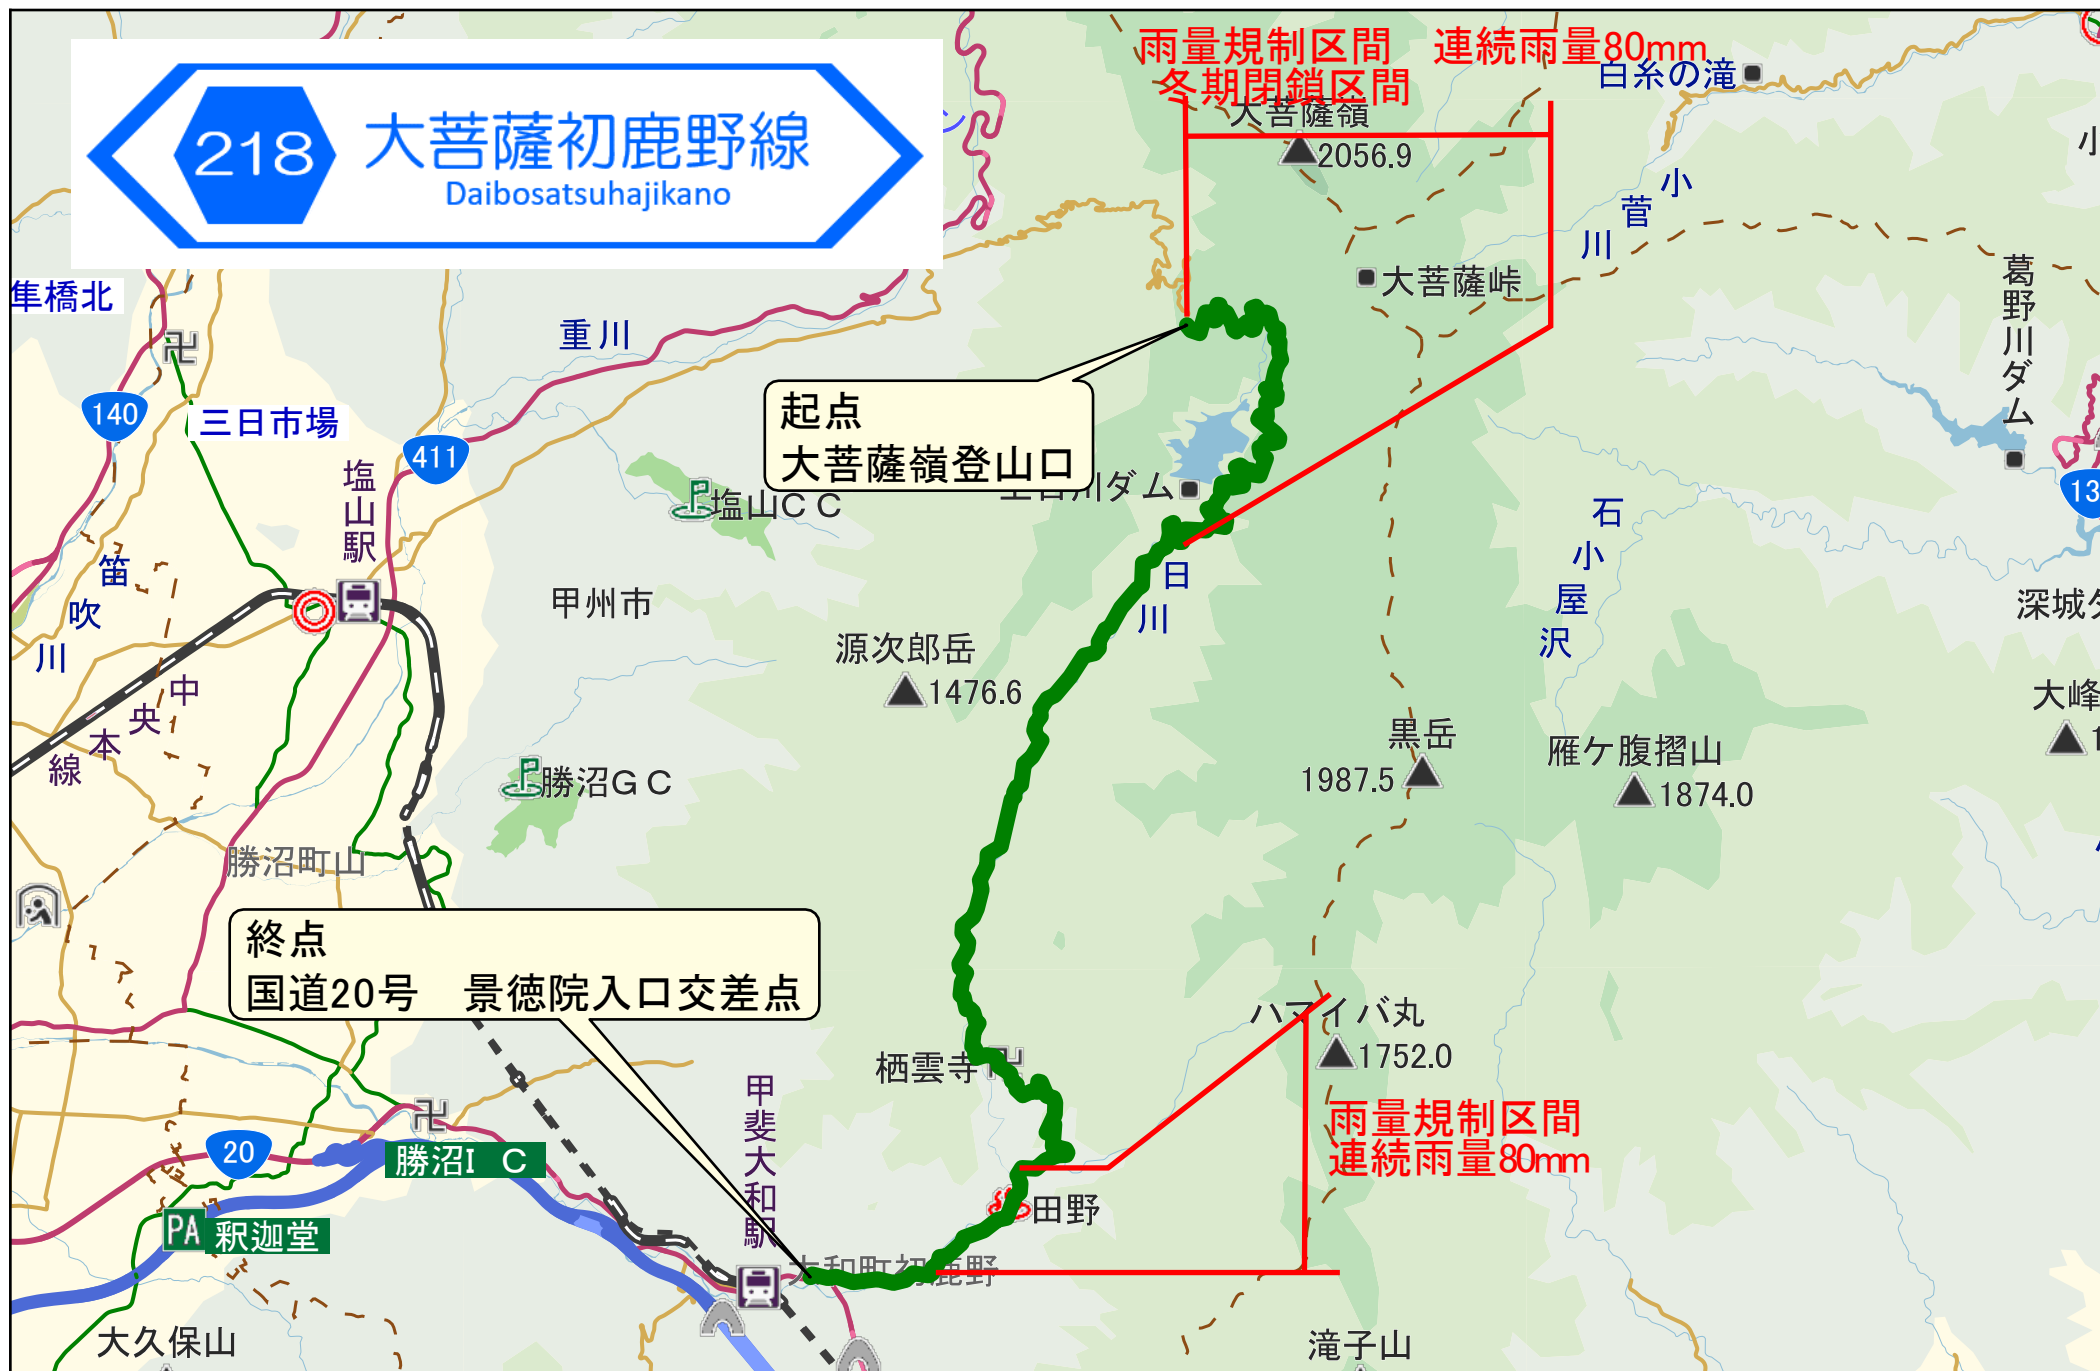 218
大菩薩初鹿野線
Daibosatsuhajikano
雨量規制区間　連続雨量80mm
冬期閉鎖区間
白糸の滝
大菩薩嶺
2056.9
小菅川
大菩薩峠
葛野川ダム
隼橋北
重川
140
三日市場
411
塩山駅
起点
大菩薩嶺登山口
塩山ＣＣ
川ダム
13
石小屋沢
笛吹川
甲州市
日川
源次郎岳
1476.6
中央本線
黒岳
1987.5
雁ケ腹摺山
1874.0
深城
大峰
勝沼ＧＣ
勝沼町山
終点
国道20号　景徳院入口交差点
ハマイバ丸
1752.0
栖雲寺
甲斐大和駅
雨量規制区間
連続雨量80mm
20
勝沼Ｉ Ｃ
田野
PA
釈迦堂
大和町初鹿野
大久保山
滝子山